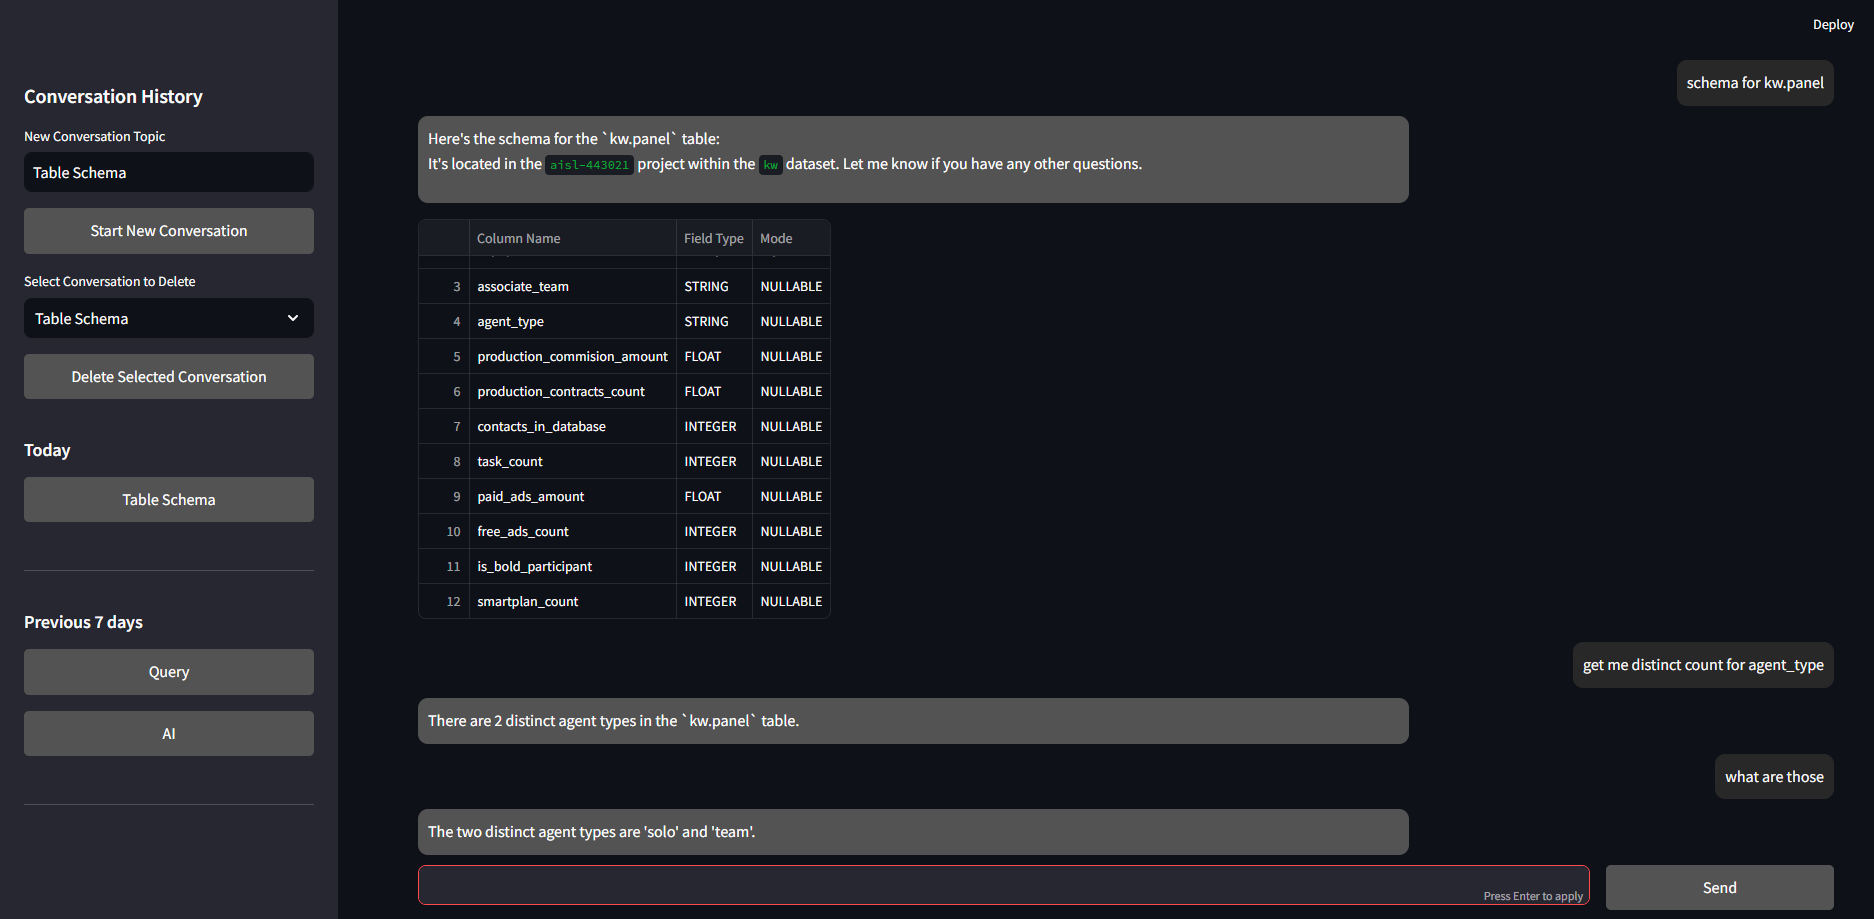 Deploy
Conversation History
New Conversation Topic
Table Schema
Start New Conversation
Select Conversation to Delete
Table Schema
Delete Selected Conversation
Today
Table Schema
Previous 7 days
Query
AI
schema for kw.panel
Here's the schema for the `kw.panel` table:
It's located in the aisl-443021 project within the kw dataset. Let me know if you have any other questions.
Column Name Field Type Mode
3 associate_team STRING NULLABLE
4 agent_type STRING NULLABLE
5 production_commision_amount FLOAT NULLABLE
6 production_contracts_count FLOAT NULLABLE
7 contacts_in_database INTEGER NULLABLE
8 task_count INTEGER NULLABLE
9 paid_ads_amount FLOAT NULLABLE
10 free_ads_count INTEGER NULLABLE
11 is_bold_participant INTEGER NULLABLE
12 smartplan_count INTEGER NULLABLE
get me distinct count for agent_type
There are 2 distinct agent types in the `kw.panel` table.
what are those
The two distinct agent types are 'solo' and 'team'.
Press Enter to apply
Send